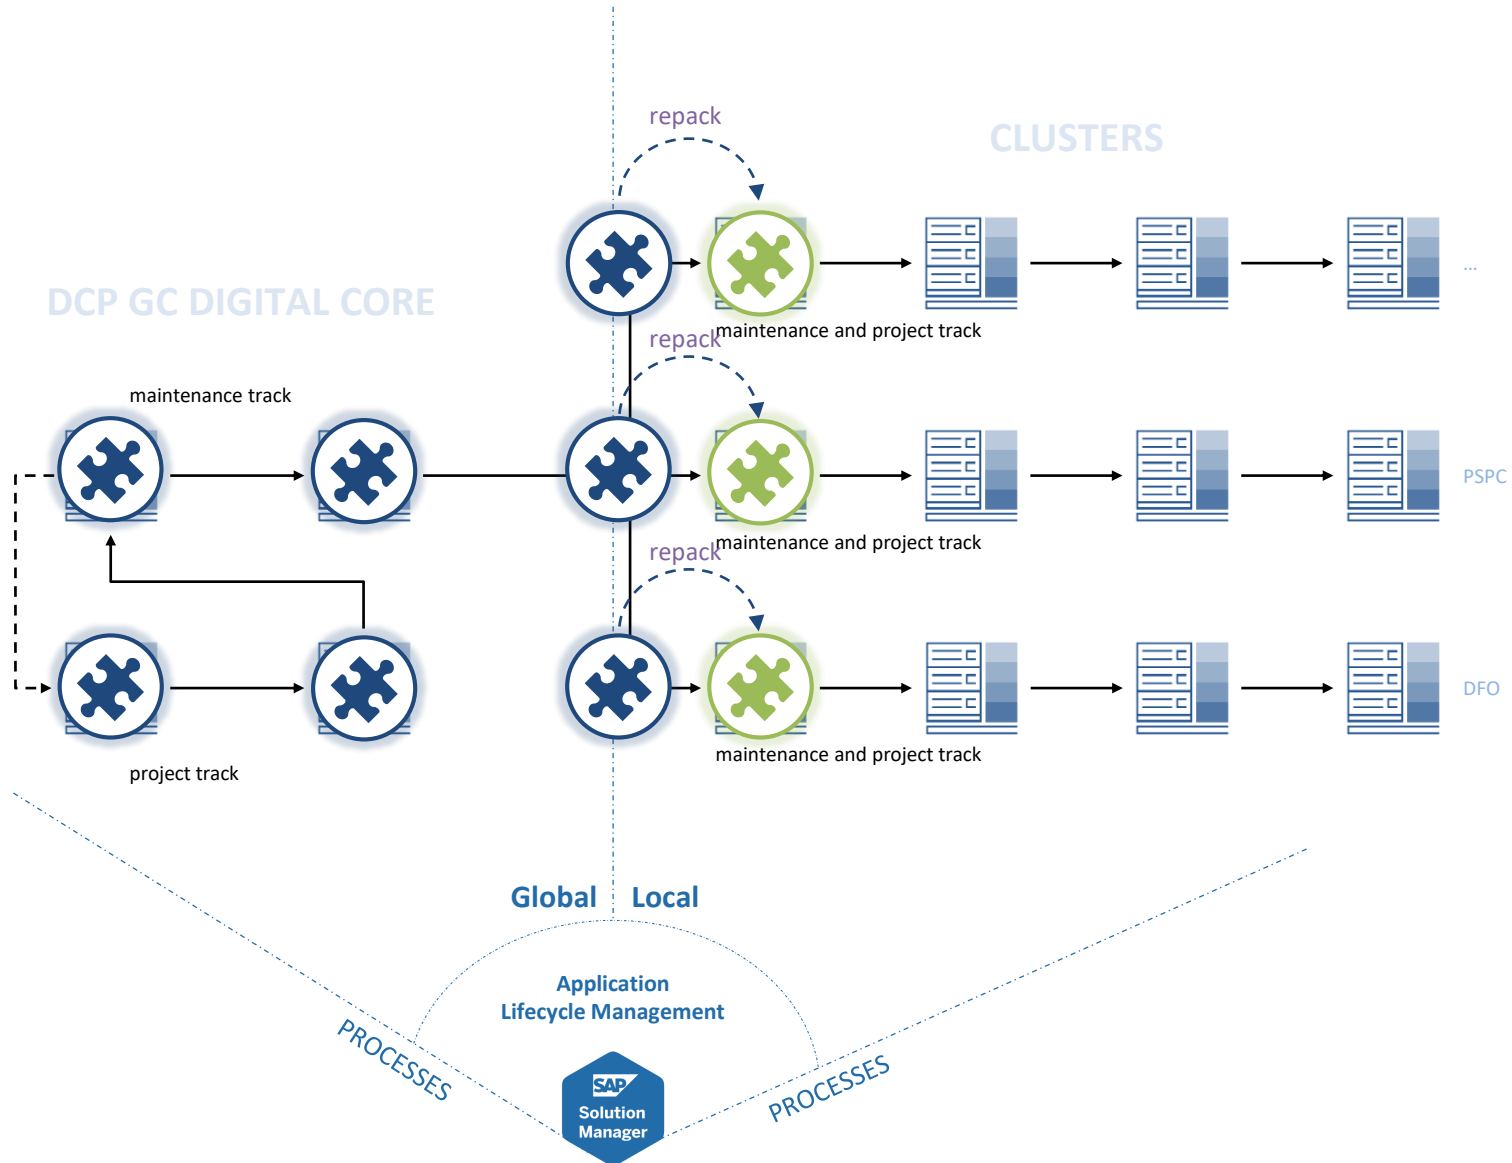 repack
CLUSTERS
...
DCP GC DIGITAL CORE
maintenance and project track
repack
maintenance track
PSPC
maintenance and project track
repack
DFO
maintenance and project track
project track
Global
Local
Application
Lifecycle Management
PROCESSES
PROCESSES
SAP
Solution
Manager